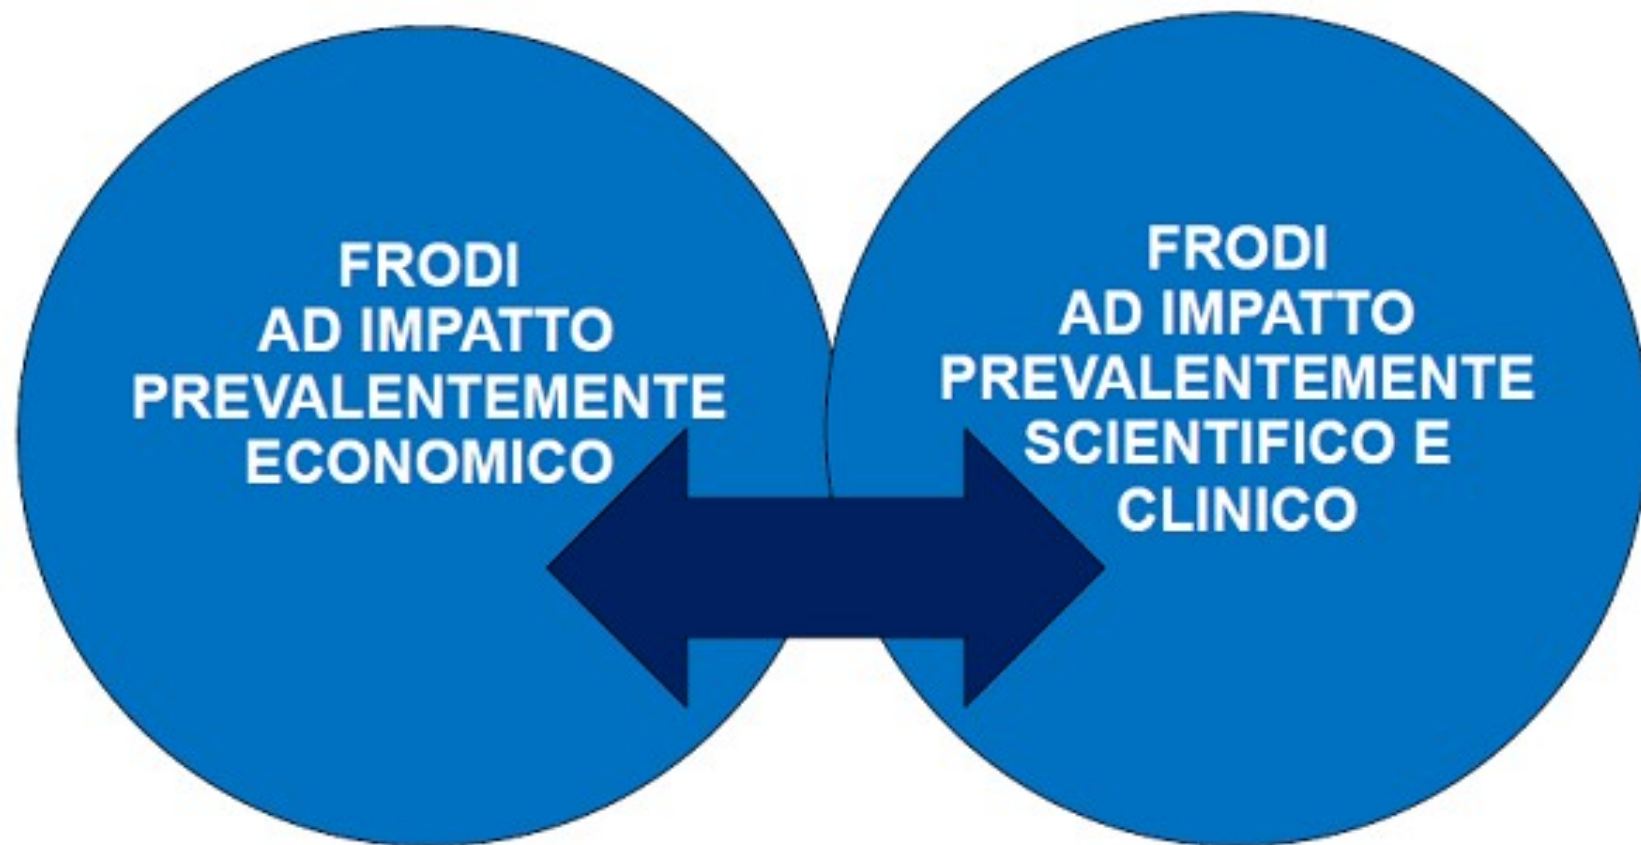 FRODI
AD IMPATTO
PREVALENTEMENTE
ECONOMICO
FRODI
AD IMPATTO
PREVALENTEMENTE
SCIENTIFICO E
CLINICO